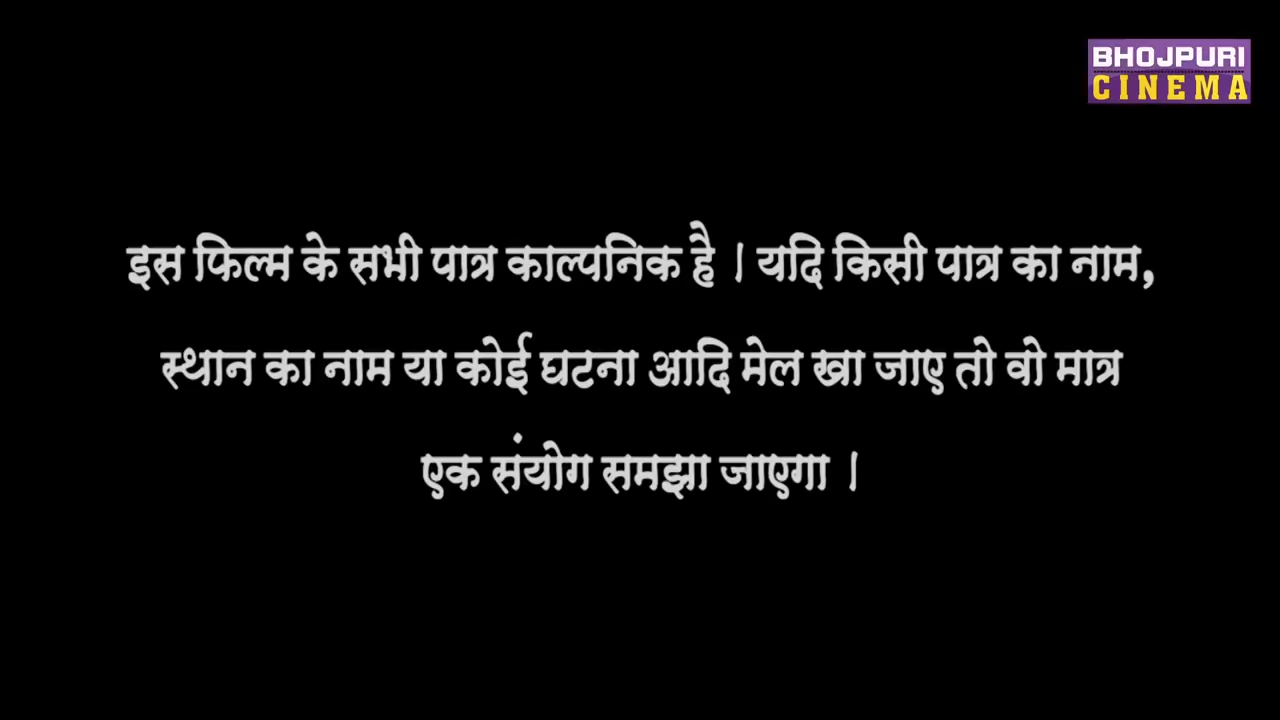 BHOJPURI
CINEMA
इस फिल्म के सभी पात्र काल्पनिक है । यदि किसी पात्र का नाम,
स्थान का नाम या कोई घटना आदि मेल खा जाए तो वो मात्र
एक संयोग समझा जाएगा ।